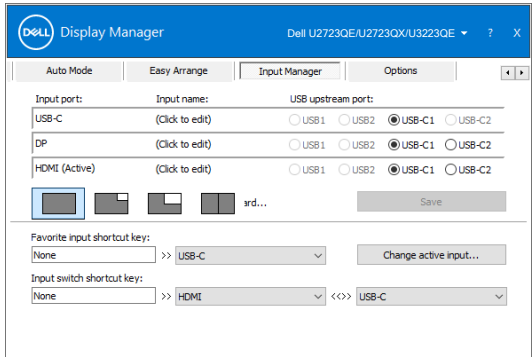 DELL Display Manager Dell U2723QE/U2723QX/U3223QE ? X
Auto Mode Easy Arrange Input Manager Options
Input port: Input name: USB upstream port:
USB-C (Click to edit) USB1 USB2 USB-C1 USB-C2
DP (Click to edit) USB1 USB2 USB-C1 USB-C2
HDMI (Active) (Click to edit) USB1 USB2 USB-C1 USB-C2
ard... Save
Favorite input shortcut key:
None >> USB-C Change active input...
Input switch shortcut key:
None >> HDMI <<>> USB-C